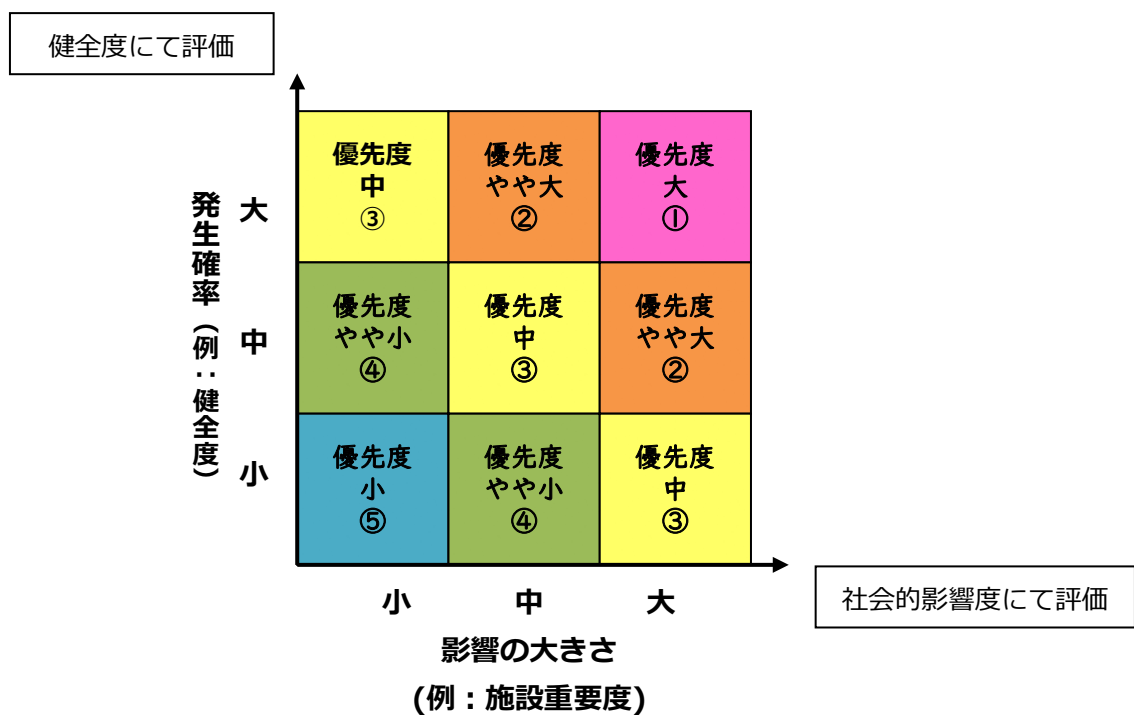 健全度にて評価
発生確率（例：健全度）
大
中
小
優先度
中
③
優先度
やや大
②
優先度
大
①
優先度
やや小
④
優先度
中
③
優先度
やや大
②
優先度
小
⑤
優先度
やや小
④
優先度
中
③
小 中 大
社会的影響度にて評価
影響の大きさ
(例：施設重要度)